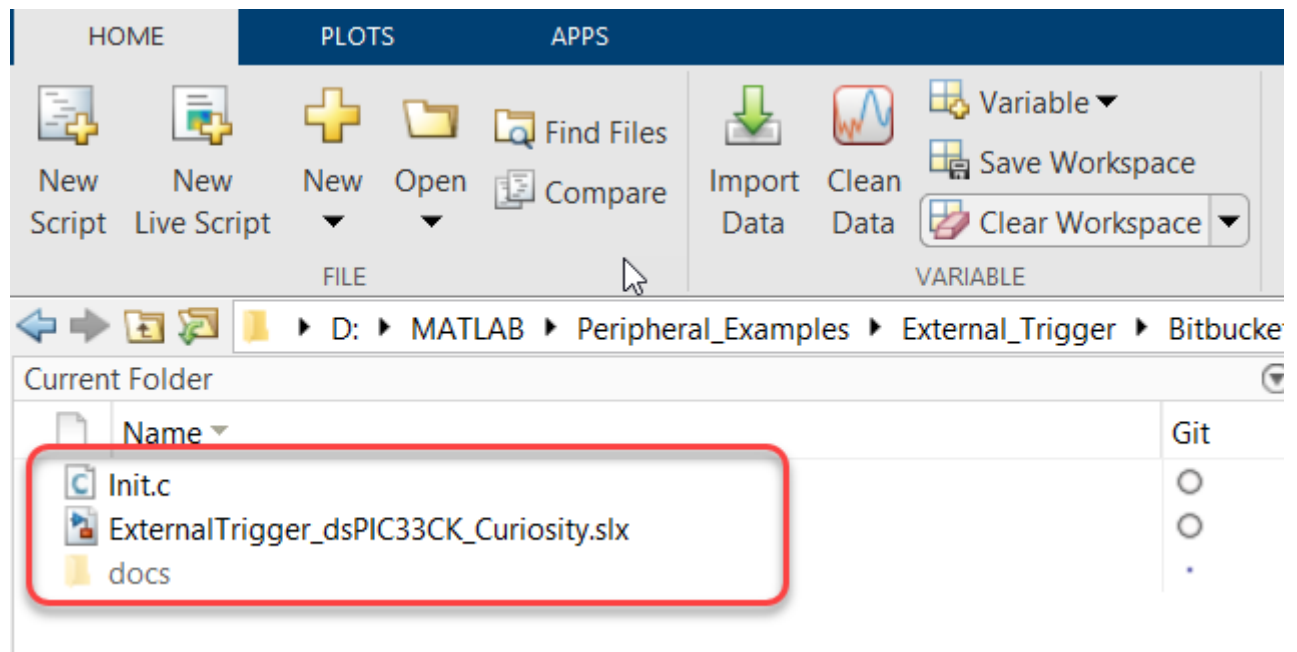 HOME PLOTS APPS
New Script
New Live Script
New
Open
Find Files
Compare
Import Data
Clean Data
Variable
Save Workspace
Clear Workspace
FILE VARIABLE
D: MATLAB Peripheral_Examples External_Trigger Bitbucke
Current Folder
Name Git
Init.c
ExternalTrigger_dsPIC33CK_Curiosity.slx
docs